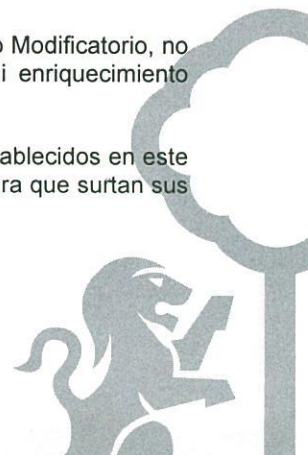 o Modificatorio, no
i enriquecimiento
ablecidos en este
ra que surtan sus